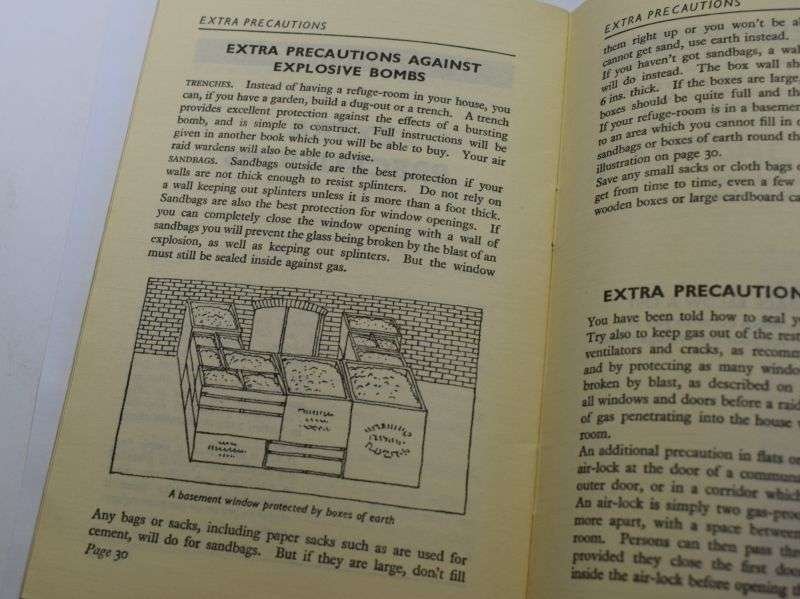 EXTRA PRECAUTIONS
EXTRA PRECAUTIONS AGAINST
EXPLOSIVE BOMBS
TRENCHES. Instead of having a refuge-room in your house, you
can, if you have a garden, build a dug-out or a trench. A trench
provides excellent protection against the effects of a bursting
bomb, and is simple to construct. Full instructions will be
given in another book which you will be able to buy. Your air
raid wardens will also be able to advise.
SANDBAGS. Sandbags outside are the best protection if your
walls are not thick enough to resist splinters. Do not rely on
a wall keeping out splinters unless it is more than a foot thick.
Sandbags are also the best protection for window openings. If
you can completely close the window opening with a wall of
sandbags you will prevent the glass being broken by the blast of an
explosion, as well as keeping out splinters. But the window
must still be sealed inside against gas.
A basement window protected by boxes of earth
Any bags or sacks, including paper sacks such as are used for
cement, will do for sandbags. But if they are large, don't fill
Page 30
EXTRA PRECAUTIONS
them right up or you won't be
cannot get sand, use earth instead.
If you haven't got sandbags, a
will do instead. The box wall
6 ins. thick. If the boxes are large,
boxes should be quite full and
If your refuge-room is in a
to an area which you cannot fill in
sandbags or boxes of earth round
illustration on page 30.
Save any small sacks or cloth bags
get from time to time, even a few
wooden boxes or large cardboard
EXTRA
You have been told how to seal
Try also to keep gas out of the
ventilators and cracks, as
and by protecting as many
broken by blast, as described on
all windows and doors before a
of gas penetrating into the house
room.
An additional precaution in flats
air-lock at the door of a
outer door, or in a corridor
An air-lock is simply two
more apart, with a space between
room. Persons can then pass
provided they close the first
inside the air-lock before opening